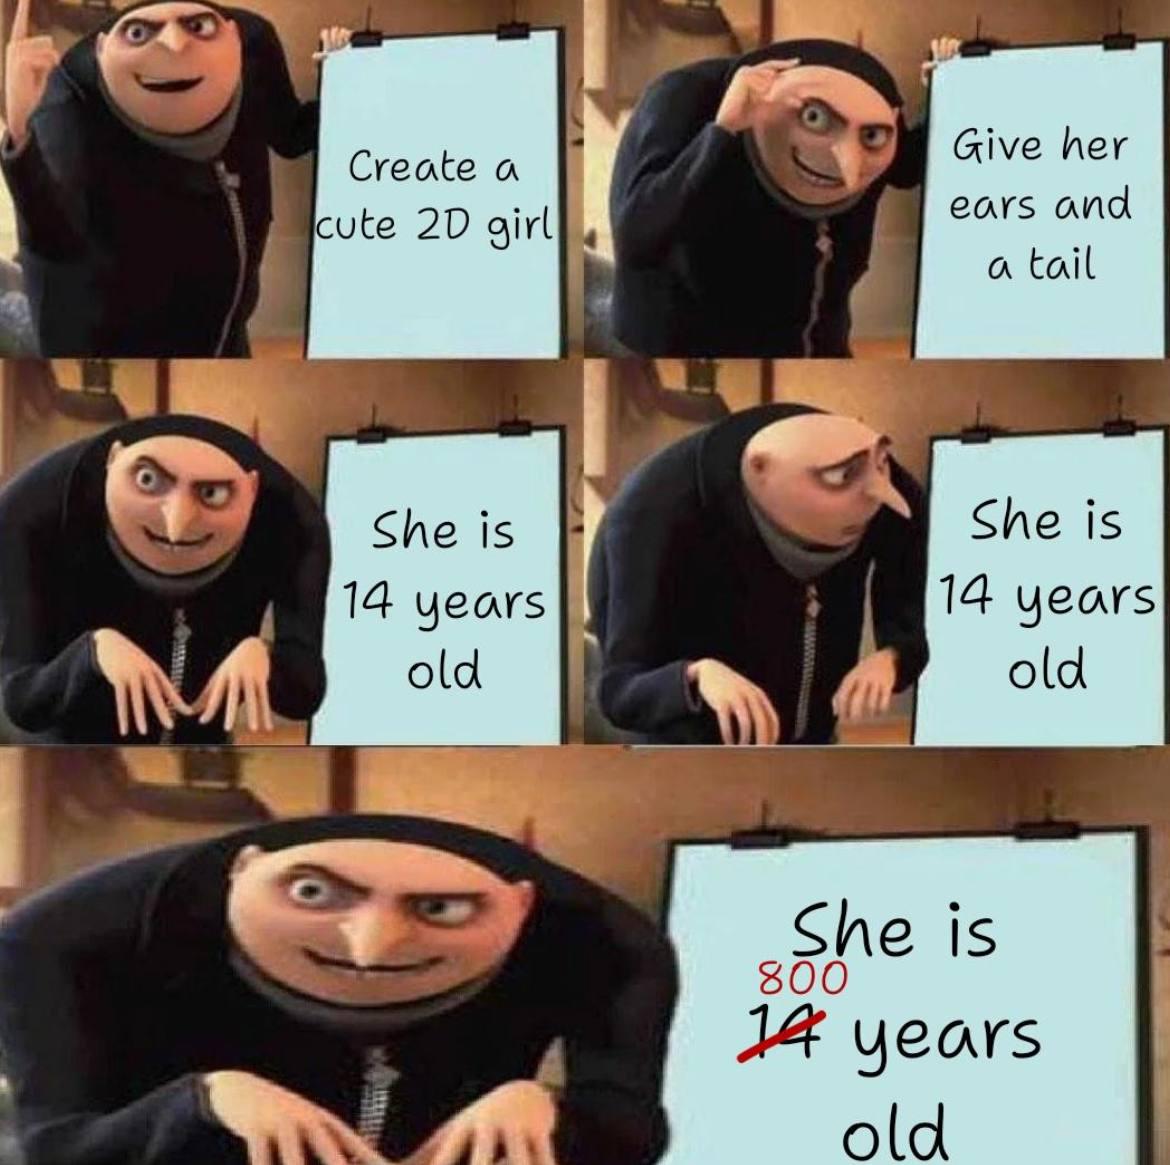 Create a
cute 2D girl
Give her
ears and
a tail
She is
14 years
old
She is
14 years
old
She is
800
14 years
old